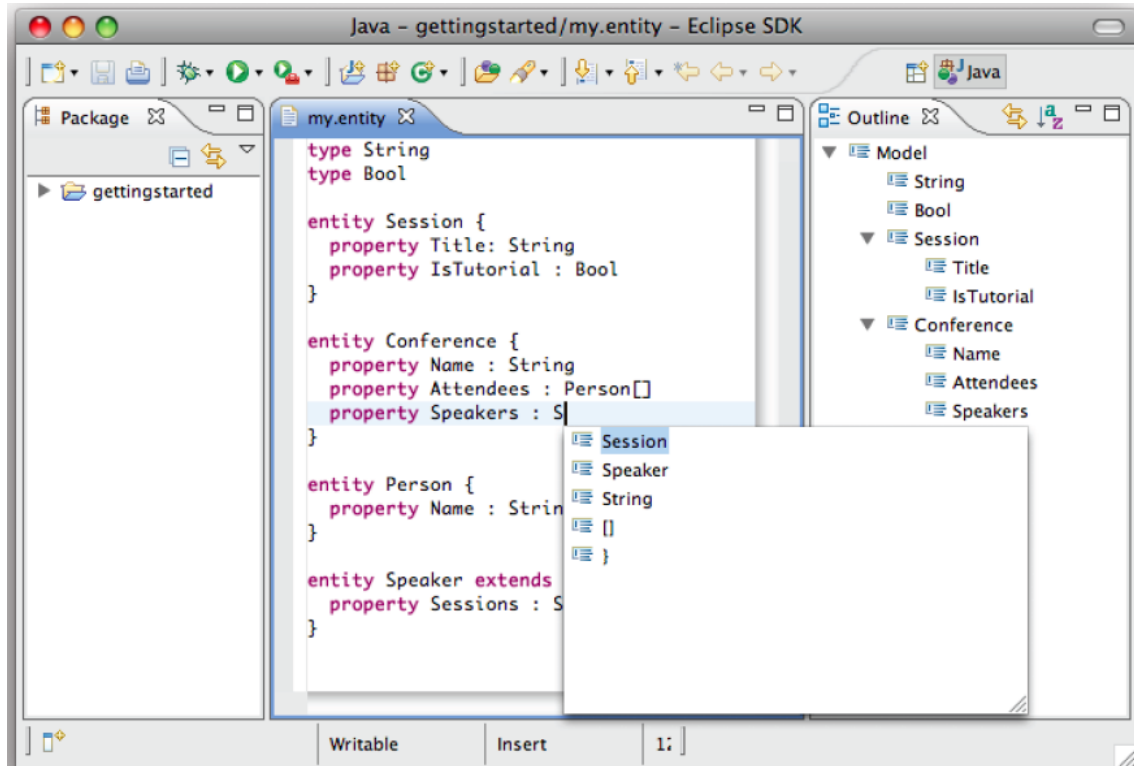 Java – gettingstarted/my.entity – Eclipse SDK
Java
Package
gettingstarted
my.entity
type String
type Bool
entity Session {
property Title: String
property IsTutorial : Bool
}
entity Conference {
property Name : String
property Attendees : Person[]
property Speakers : S
}
entity Person {
property Name : Strin
}
entity Speaker extends
property Sessions : S
}
Session
Speaker
String
[]
}
Outline
Model
String
Bool
Session
Title
IsTutorial
Conference
Name
Attendees
Speakers
Writable
Insert